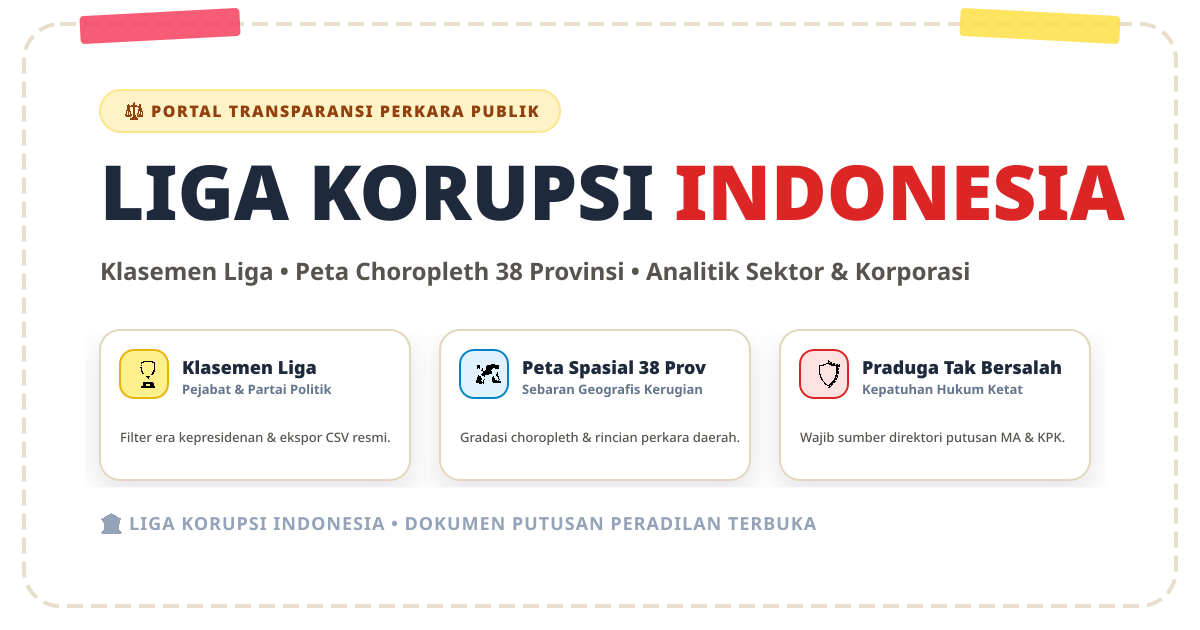 ⚖ PORTAL TRANSPARANSI PERKARA PUBLIK
LIGA KORUPSI INDONESIA
Klasemen Liga • Peta Choropleth 38 Provinsi • Analitik Sektor & Korporasi
Klasemen Liga
Pejabat & Partai Politik
Filter era kepresidenan & ekspor CSV resmi.
Peta Spasial 38 Prov
Sebaran Geografis Kerugian
Gradasi choropleth & rincian perkara daerah.
Praduga Tak Bersalah
Kepatuhan Hukum Ketat
Wajib sumber direktori putusan MA & KPK.
🏛 LIGA KORUPSI INDONESIA • DOKUMEN PUTUSAN PERADILAN TERBUKA